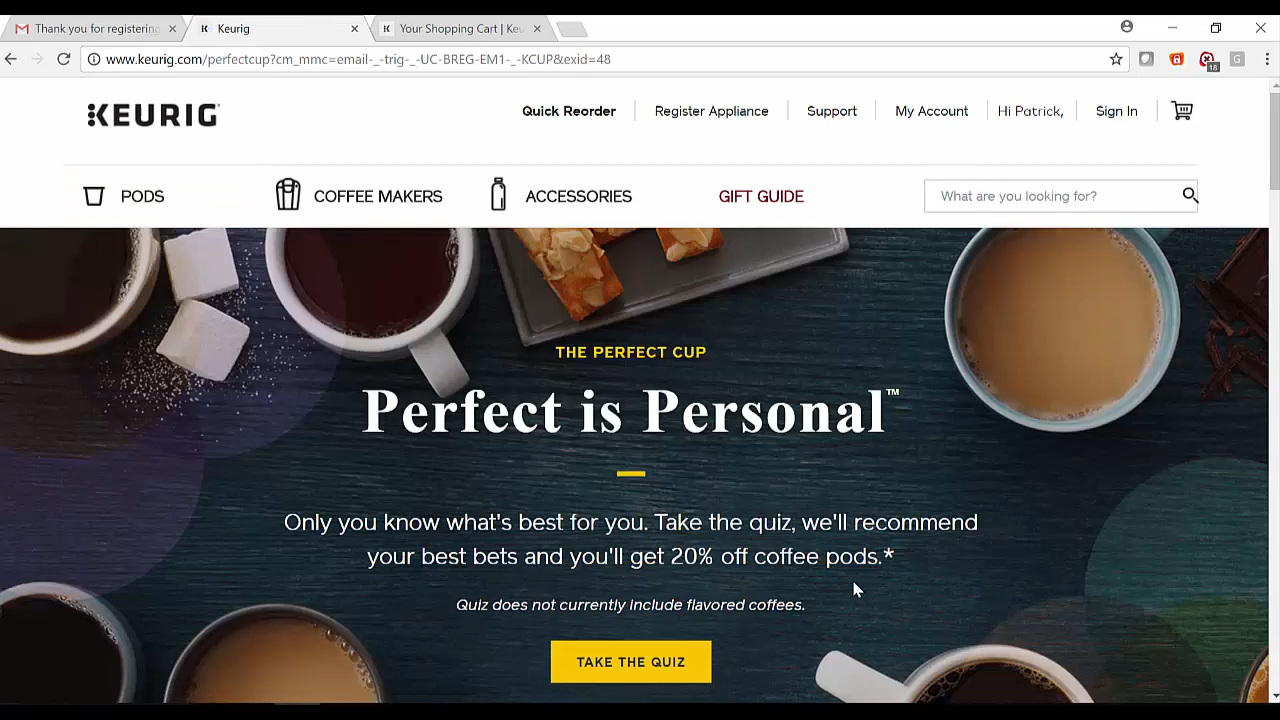 Thank you for registering
Keurig
Your Shopping Cart | Keu
www.keurig.com/perfectcup?cm_mmc=email-_-trig-_-UC-BREG-EM1-_-KCUP&exid=48
18
G
KEURIG
Quick Reorder
Register Appliance
Support
My Account
Hi Patrick,
Sign In
PODS
COFFEE MAKERS
ACCESSORIES
GIFT GUIDE
What are you looking for?
THE PERFECT CUP
Perfect is Personal™
Only you know what's best for you. Take the quiz, we'll recommend
your best bets and you'll get 20% off coffee pods.*
Quiz does not currently include flavored coffees.
TAKE THE QUIZ